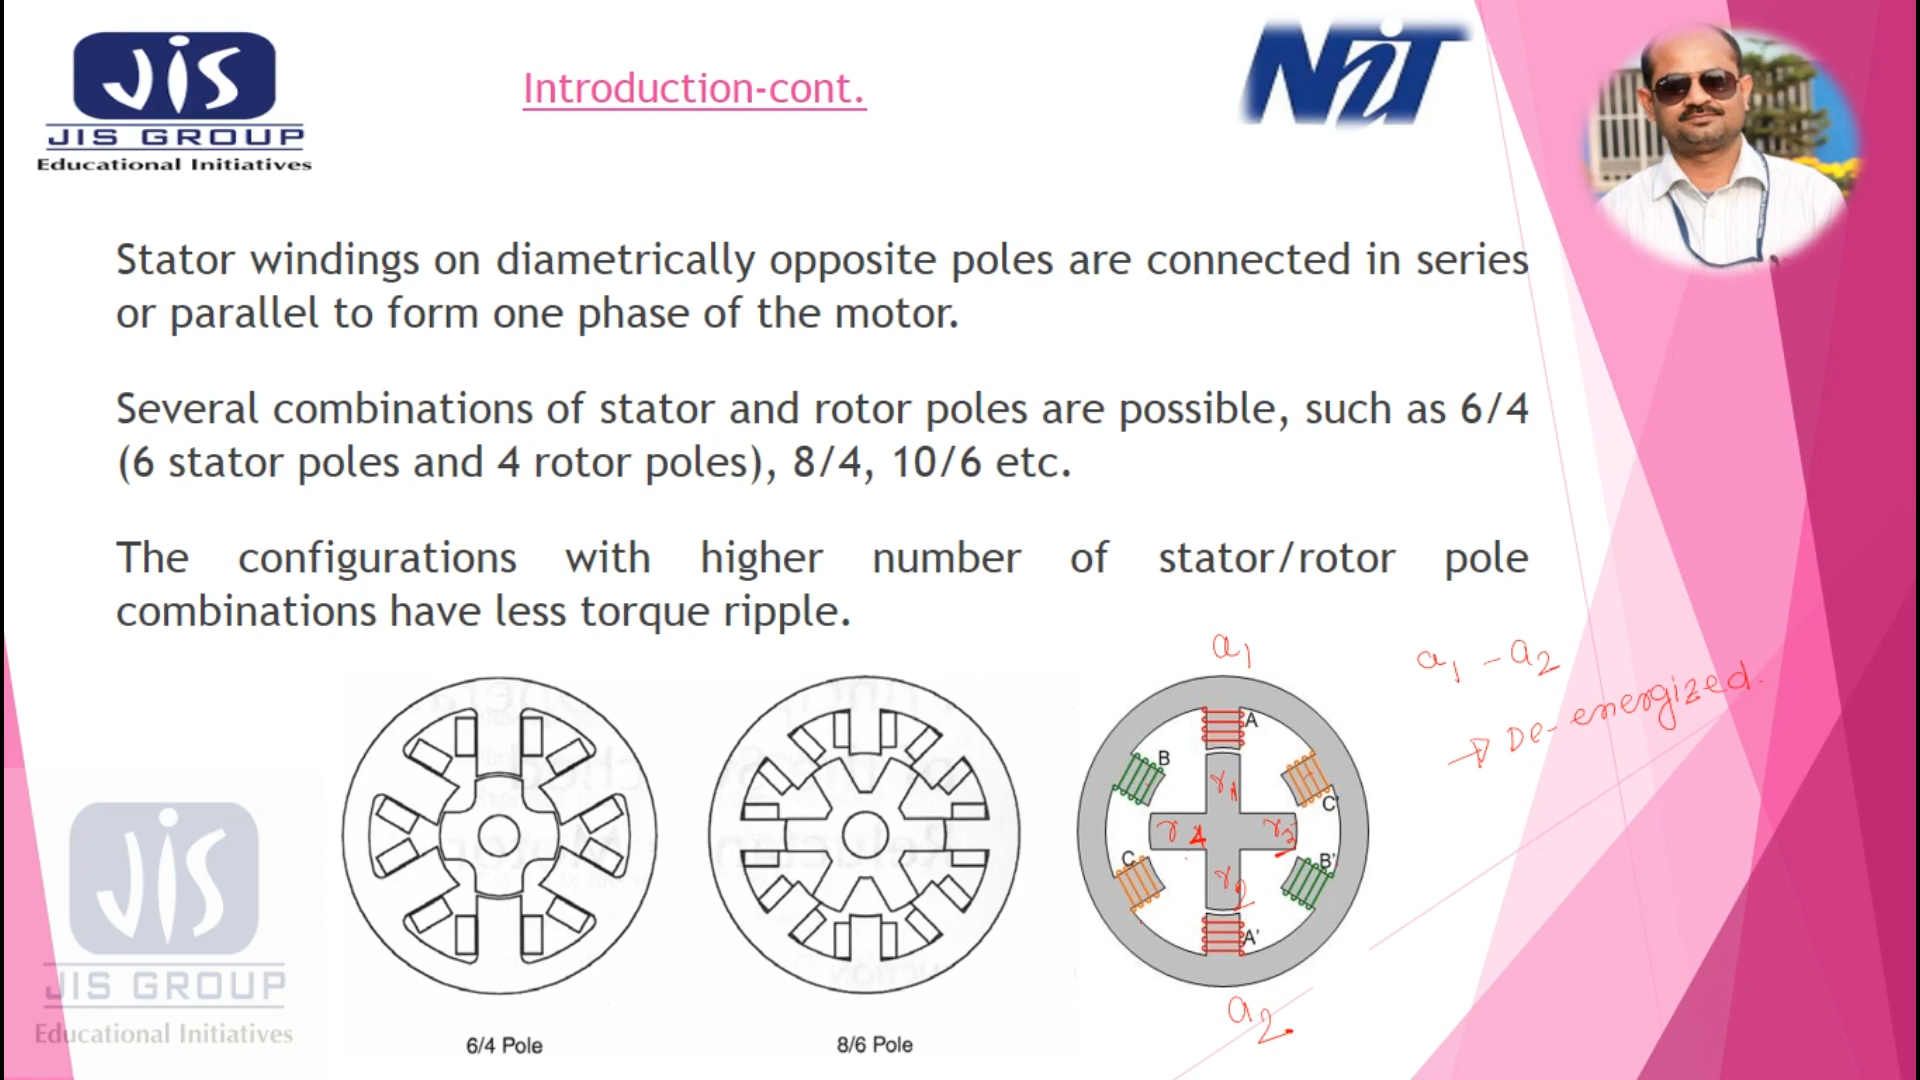 JIS
JIS GROUP
Educational Initiatives
Introduction-cont.
NiT
Stator windings on diametrically opposite poles are connected in series
or parallel to form one phase of the motor.
Several combinations of stator and rotor poles are possible, such as 6/4
(6 stator poles and 4 rotor poles), 8/4, 10/6 etc.
The configurations with higher number of stator/rotor pole
combinations have less torque ripple.
a1
a1 - a2
→ De-energized.
A
B
C'
r1
r4
r3
C
B'
r2
A'
a2.
6/4 Pole
8/6 Pole
JIS
JIS GROUP
Educational Initiatives